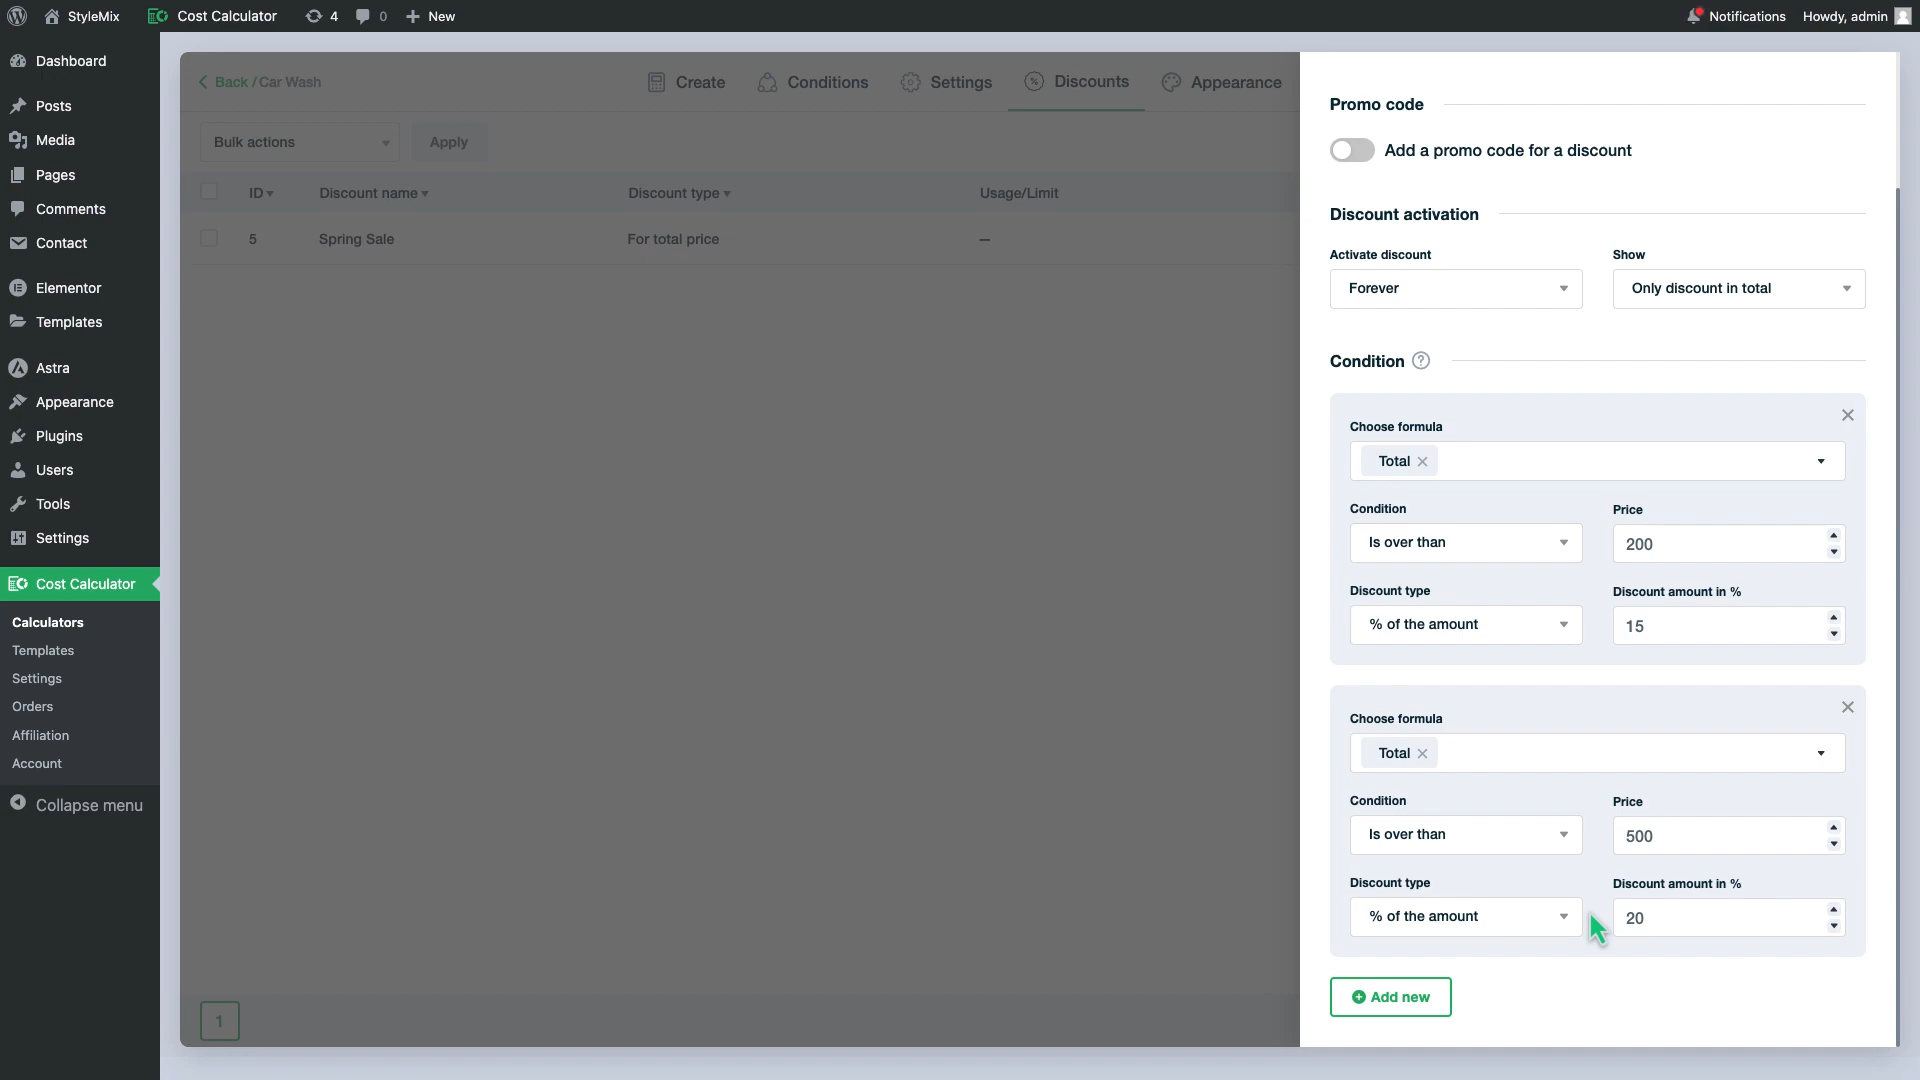 StyleMix
Cost Calculator
4
0
New
Notifications
Howdy, admin
Dashboard
Posts
Media
Pages
Comments
Contact
Elementor
Templates
Astra
Appearance
Plugins
Users
Tools
Settings
Cost Calculator
Calculators
Templates
Settings
Orders
Affiliation
Account
Collapse menu
Back / Car Wash
Create
Conditions
Settings
Discounts
Appearance
Bulk actions
Apply
ID
Discount name
Discount type
Usage/Limit
5
Spring Sale
For total price
—
1
Promo code
Add a promo code for a discount
Discount activation
Activate discount
Show
Forever
Only discount in total
Condition ?
Choose formula
Total
Condition
Price
Is over than
200
Discount type
Discount amount in %
% of the amount
15
Choose formula
Total
Condition
Price
Is over than
500
Discount type
Discount amount in %
% of the amount
20
Add new